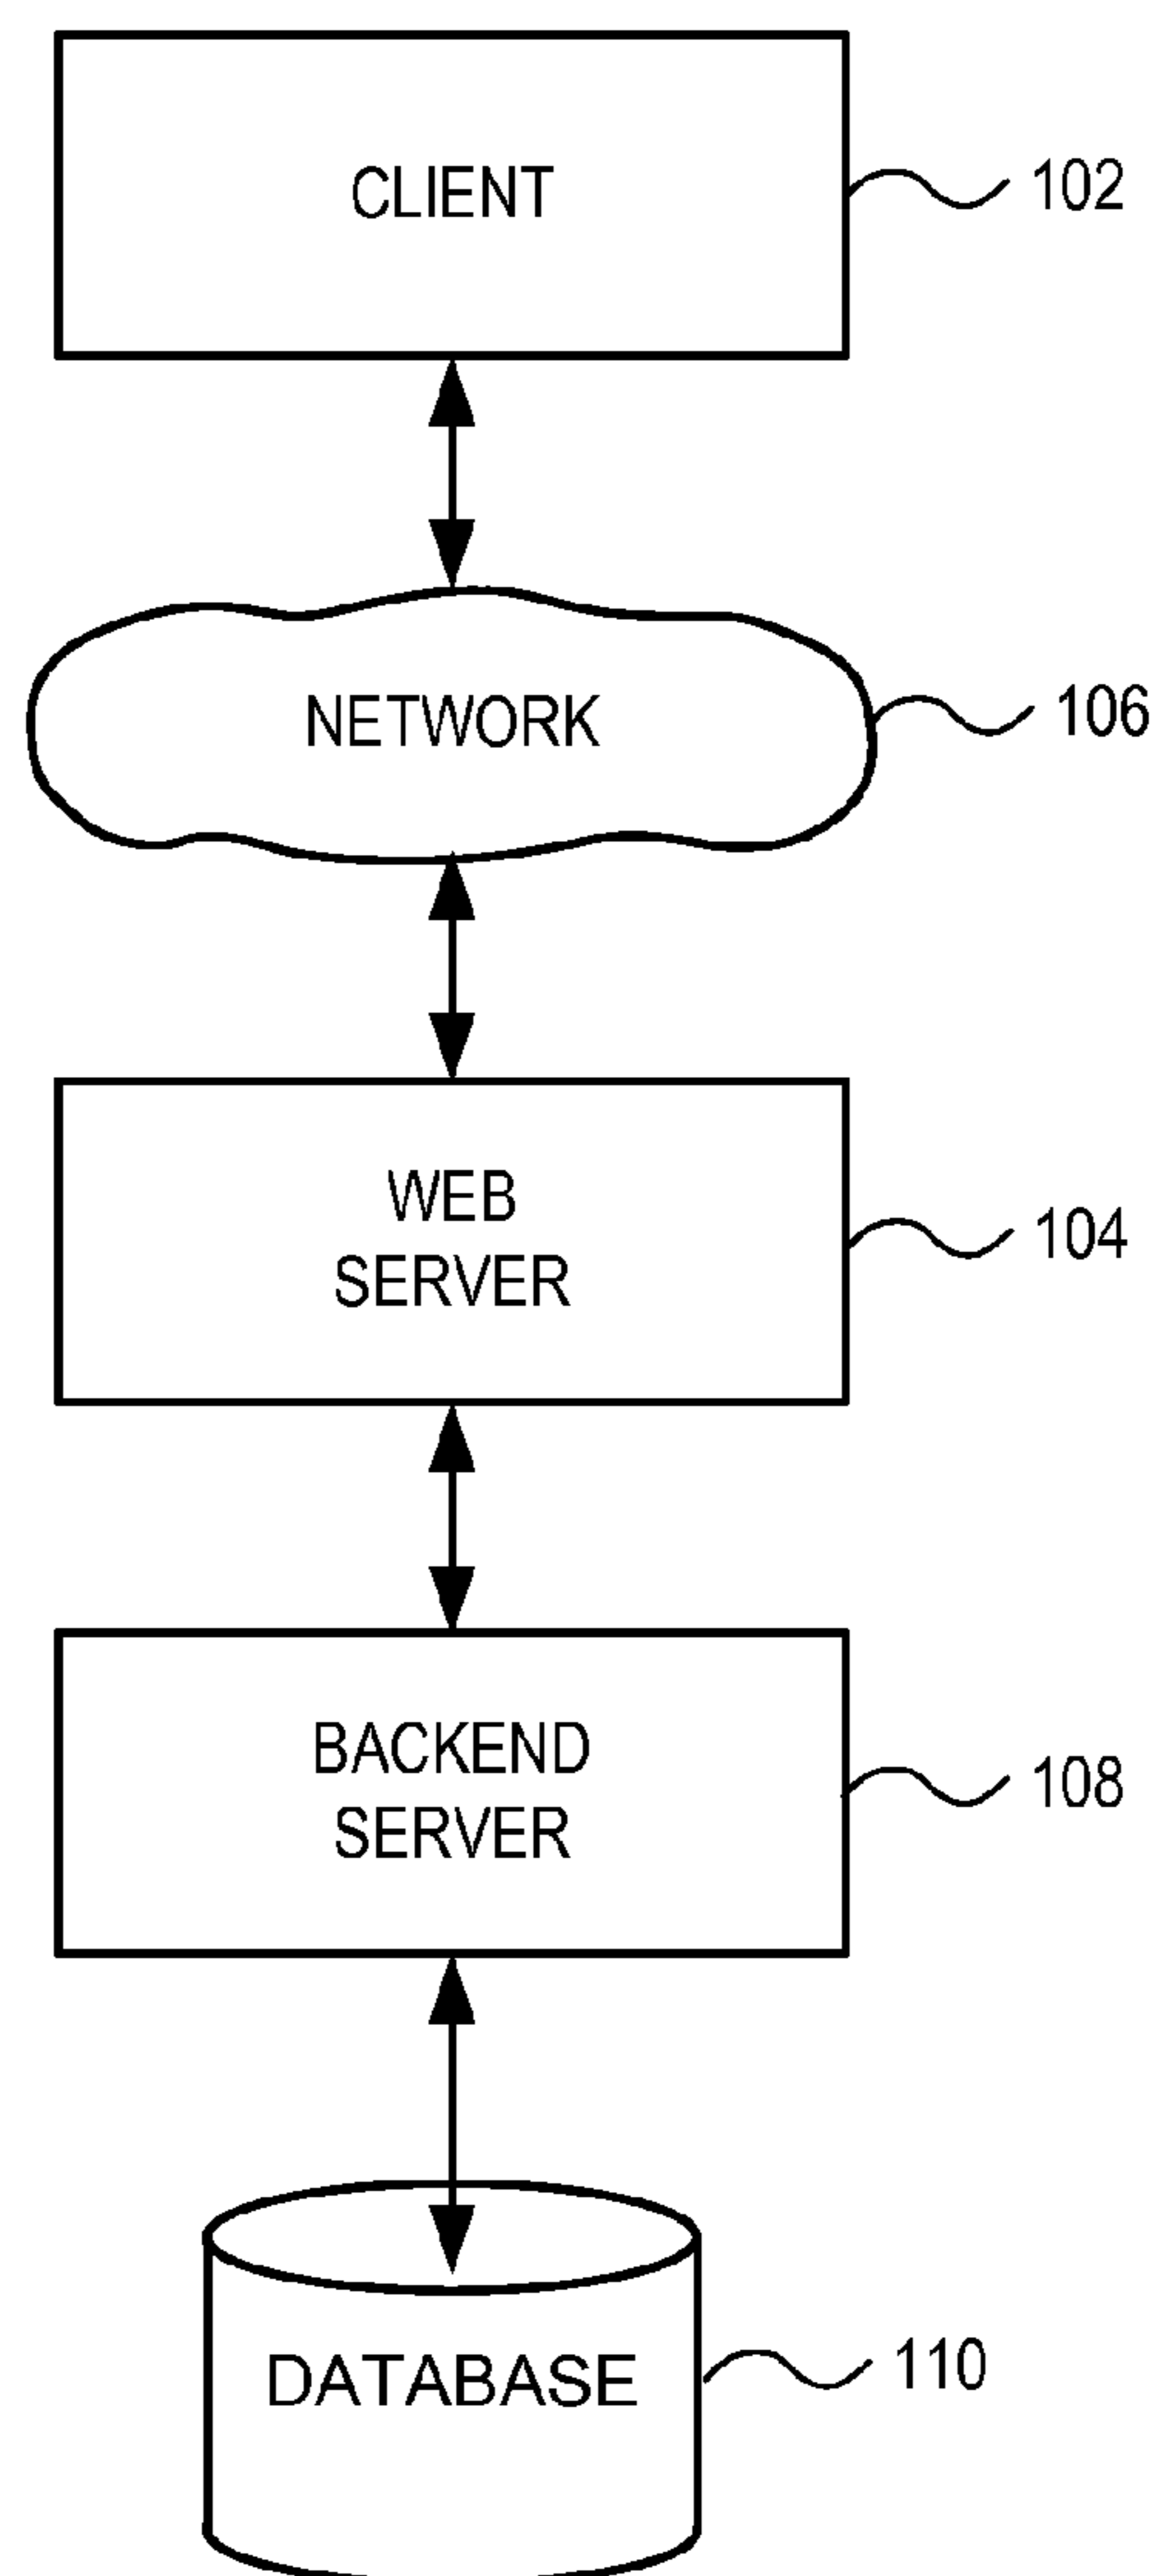 CLIENT
102
NETWORK
106
WEB
SERVER
104
BACKEND
SERVER
108
DATABASE
110